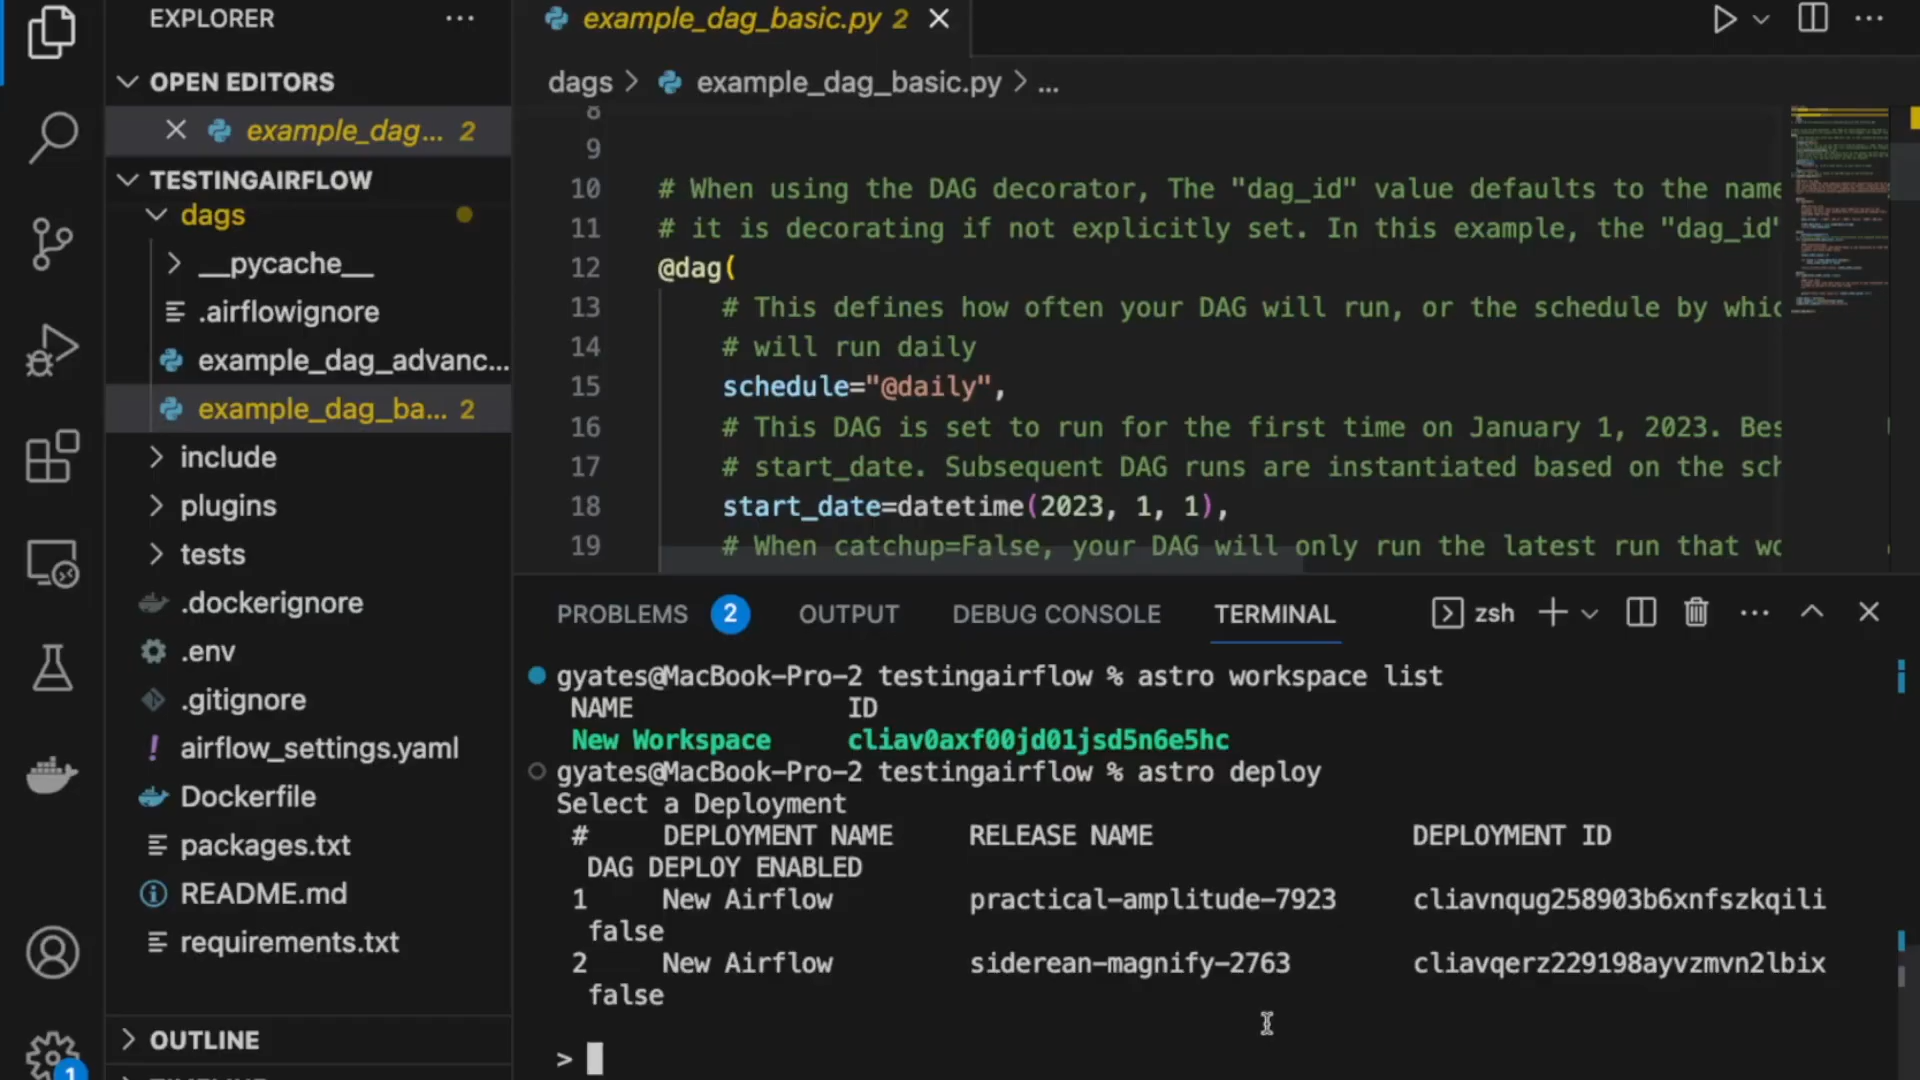 EXPLORER
OPEN EDITORS
example_dag... 2
TESTINGAIRFLOW
dags
__pycache__
.airflowignore
example_dag_advanc...
example_dag_ba... 2
include
plugins
tests
.dockerignore
.env
.gitignore
! airflow_settings.yaml
Dockerfile
packages.txt
README.md
requirements.txt
OUTLINE
1
example_dag_basic.py 2
dags > example_dag_basic.py > ...
8
9
10 # When using the DAG decorator, The "dag_id" value defaults to the name
11 # it is decorating if not explicitly set. In this example, the "dag_id"
12 @dag(
13 # This defines how often your DAG will run, or the schedule by whic
14 # will run daily
15 schedule="@daily",
16 # This DAG is set to run for the first time on January 1, 2023. Bes
17 # start_date. Subsequent DAG runs are instantiated based on the sch
18 start_date=datetime(2023, 1, 1),
19 # When catchup=False, your DAG will only run the latest run that wo
PROBLEMS 2 OUTPUT DEBUG CONSOLE TERMINAL zsh
gyates@MacBook-Pro-2 testingairflow % astro workspace list
NAME ID
New Workspace cliav0axf00jd01jsd5n6e5hc
gyates@MacBook-Pro-2 testingairflow % astro deploy
Select a Deployment
# DEPLOYMENT NAME RELEASE NAME DEPLOYMENT ID
DAG DEPLOY ENABLED
1 New Airflow practical-amplitude-7923 cliavnqug258903b6xnfszkqili
false
2 New Airflow siderean-magnify-2763 cliavqerz229198ayvzmvn2lbix
false
>